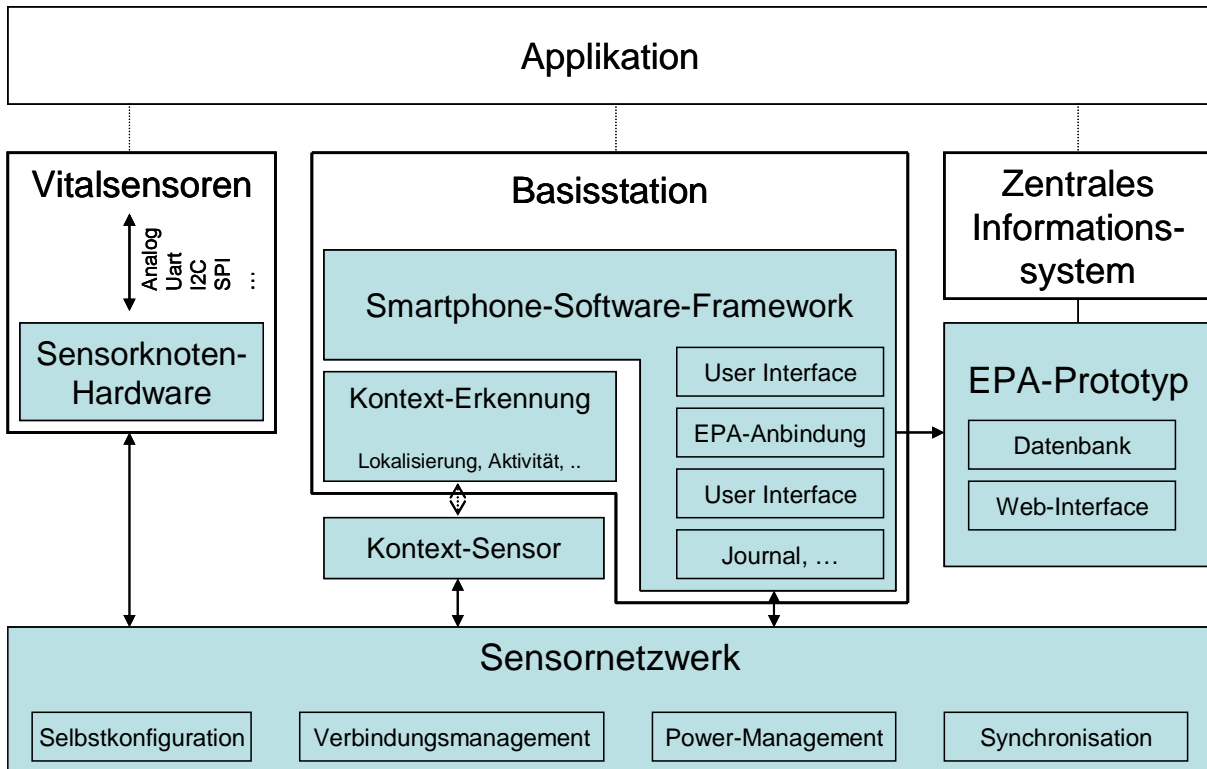 Applikation
Vitalsensoren
Analog
Uart
I2C
SPI
...
Sensorknoten-
Hardware
Basisstation
Smartphone-Software-Framework
User Interface
EPA-Anbindung
User Interface
Journal, …
Kontext-Erkennung
Lokalisierung, Aktivität, ..
Kontext-Sensor
Zentrales
Informations-
system
EPA-Prototyp
Datenbank
Web-Interface
Sensornetzwerk
Selbstkonfiguration
Verbindungsmanagement
Power-Management
Synchronisation